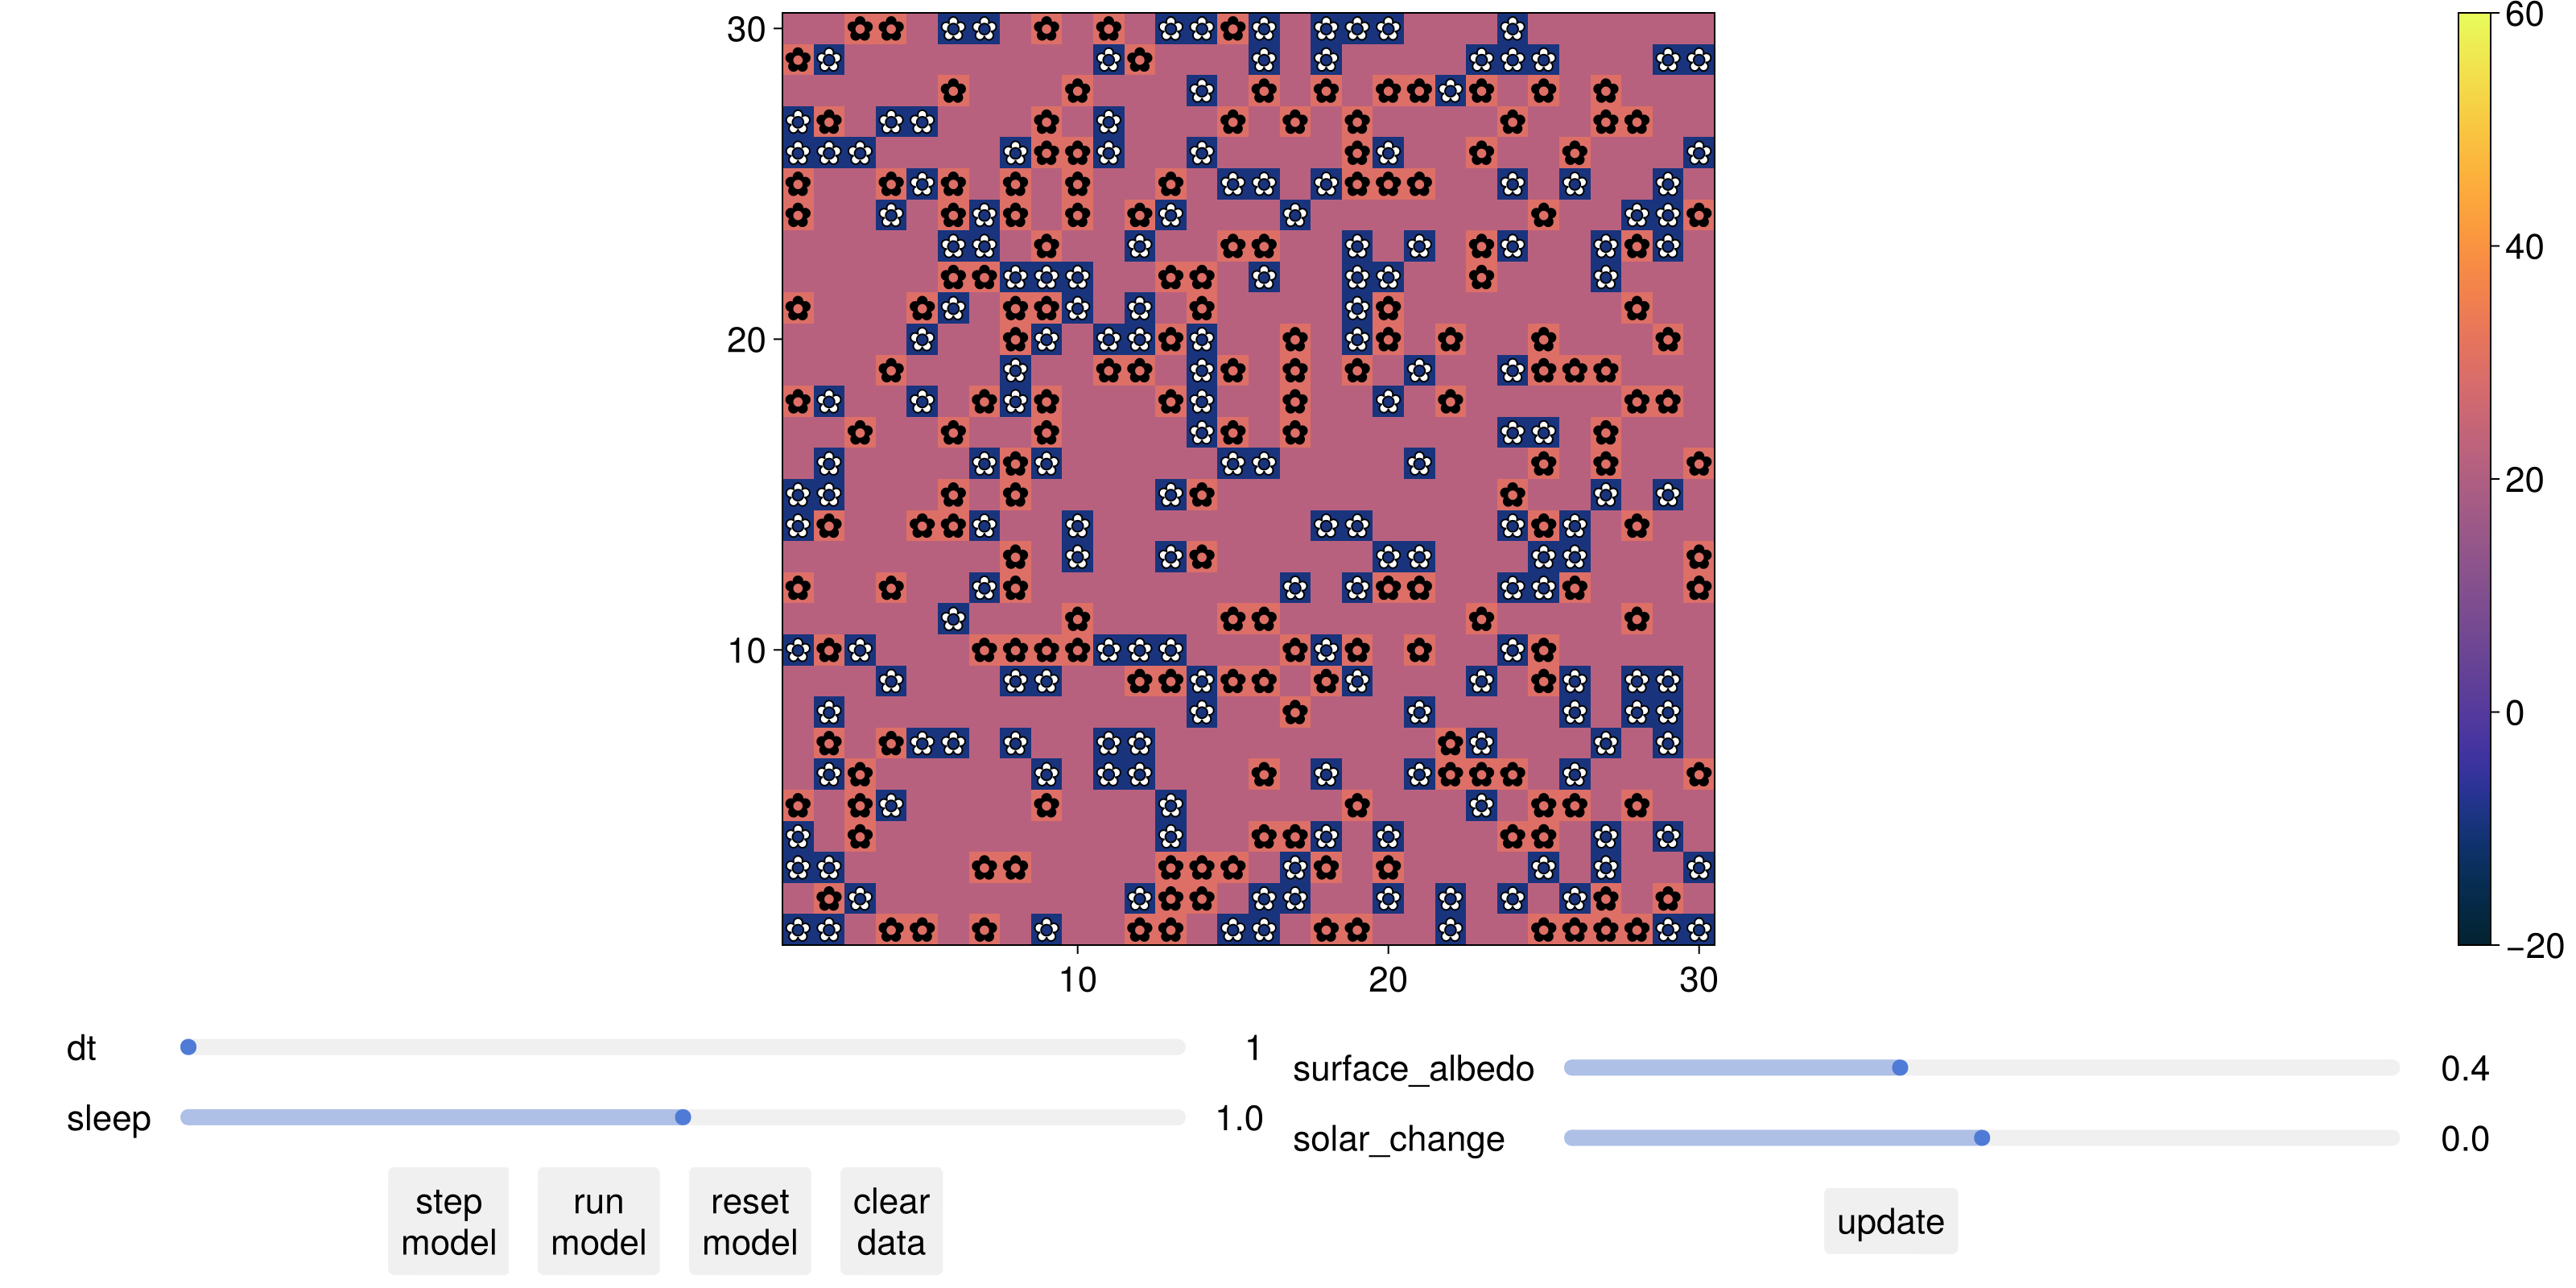 30
20
10
10
20
30
60
40
20
0
−20
dt
1
sleep
1.0
surface_albedo
0.4
solar_change
0.0
step
model
run
model
reset
model
clear
data
update